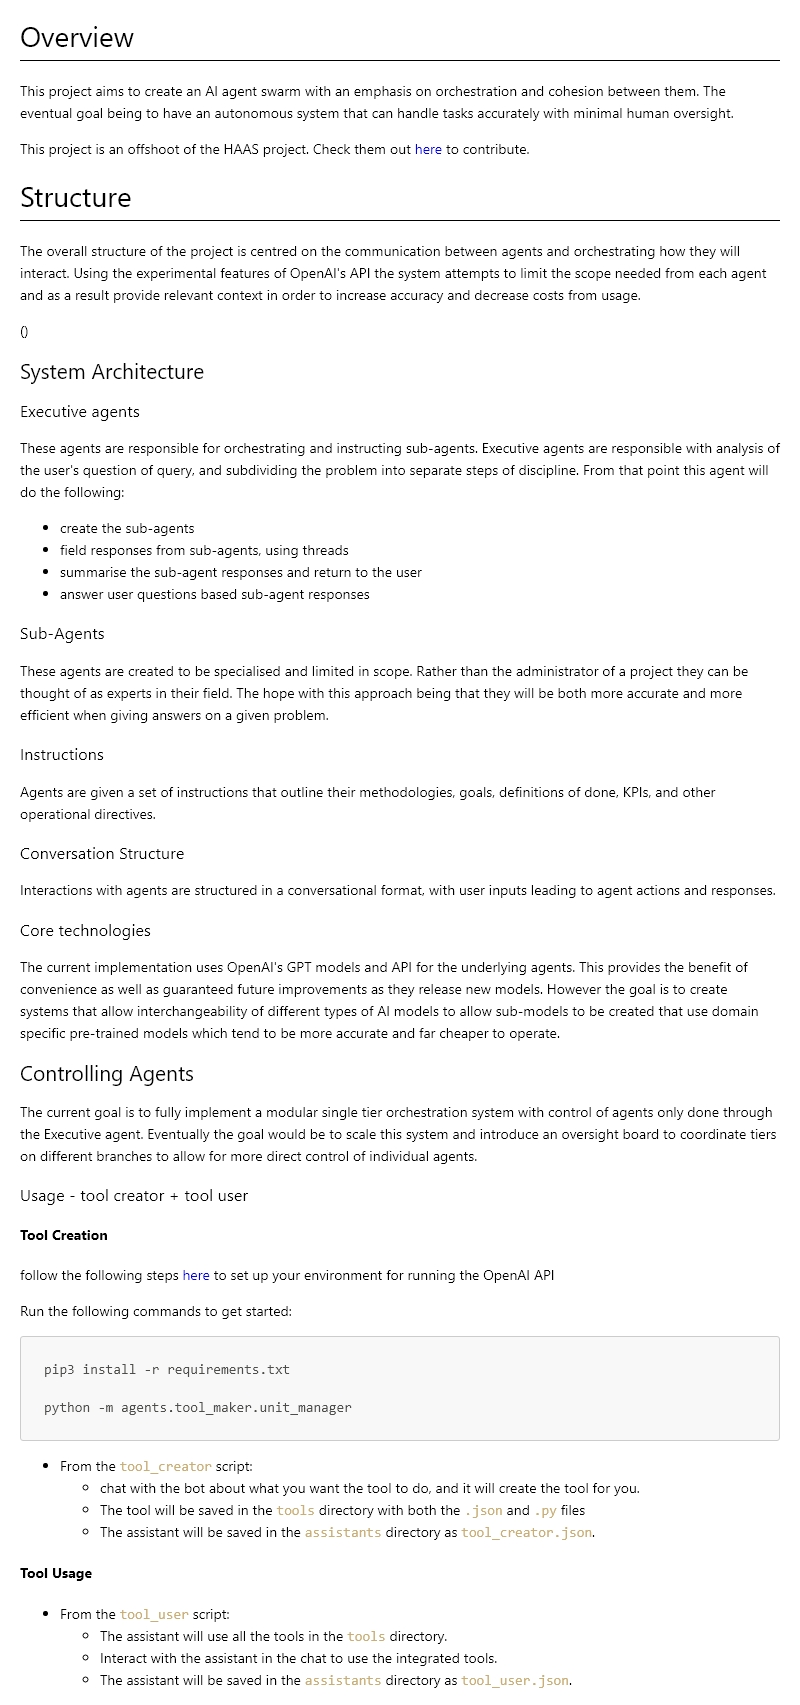 Overview
This project aims to create an AI agent swarm with an emphasis on orchestration and cohesion between them. The
eventual goal being to have an autonomous system that can handle tasks accurately with minimal human oversight.
This project is an offshoot of the HAAS project. Check them out here to contribute.
Structure
The overall structure of the project is centred on the communication between agents and orchestrating how they will
interact. Using the experimental features of OpenAI's API the system attempts to limit the scope needed from each agent
and as a result provide relevant context in order to increase accuracy and decrease costs from usage.
()
System Architecture
Executive agents
These agents are responsible for orchestrating and instructing sub-agents. Executive agents are responsible with analysis of
the user's question of query, and subdividing the problem into separate steps of discipline. From that point this agent will
do the following:
• create the sub-agents
• field responses from sub-agents, using threads
• summarise the sub-agent responses and return to the user
• answer user questions based sub-agent responses
Sub-Agents
These agents are created to be specialised and limited in scope. Rather than the administrator of a project they can be
thought of as experts in their field. The hope with this approach being that they will be both more accurate and more
efficient when giving answers on a given problem.
Instructions
Agents are given a set of instructions that outline their methodologies, goals, definitions of done, KPIs, and other
operational directives.
Conversation Structure
Interactions with agents are structured in a conversational format, with user inputs leading to agent actions and responses.
Core technologies
The current implementation uses OpenAI's GPT models and API for the underlying agents. This provides the benefit of
convenience as well as guaranteed future improvements as they release new models. However the goal is to create
systems that allow interchangeability of different types of AI models to allow sub-models to be created that use domain
specific pre-trained models which tend to be more accurate and far cheaper to operate.
Controlling Agents
The current goal is to fully implement a modular single tier orchestration system with control of agents only done through
the Executive agent. Eventually the goal would be to scale this system and introduce an oversight board to coordinate tiers
on different branches to allow for more direct control of individual agents.
Usage - tool creator + tool user
Tool Creation
follow the following steps here to set up your environment for running the OpenAI API
Run the following commands to get started:
pip3 install -r requirements.txt
python -m agents.tool_maker.unit_manager
• From the tool_creator script:
◦ chat with the bot about what you want the tool to do, and it will create the tool for you.
◦ The tool will be saved in the tools directory with both the .json and .py files
◦ The assistant will be saved in the assistants directory as tool_creator.json.
Tool Usage
• From the tool_user script:
◦ The assistant will use all the tools in the tools directory.
◦ Interact with the assistant in the chat to use the integrated tools.
◦ The assistant will be saved in the assistants directory as tool_user.json.